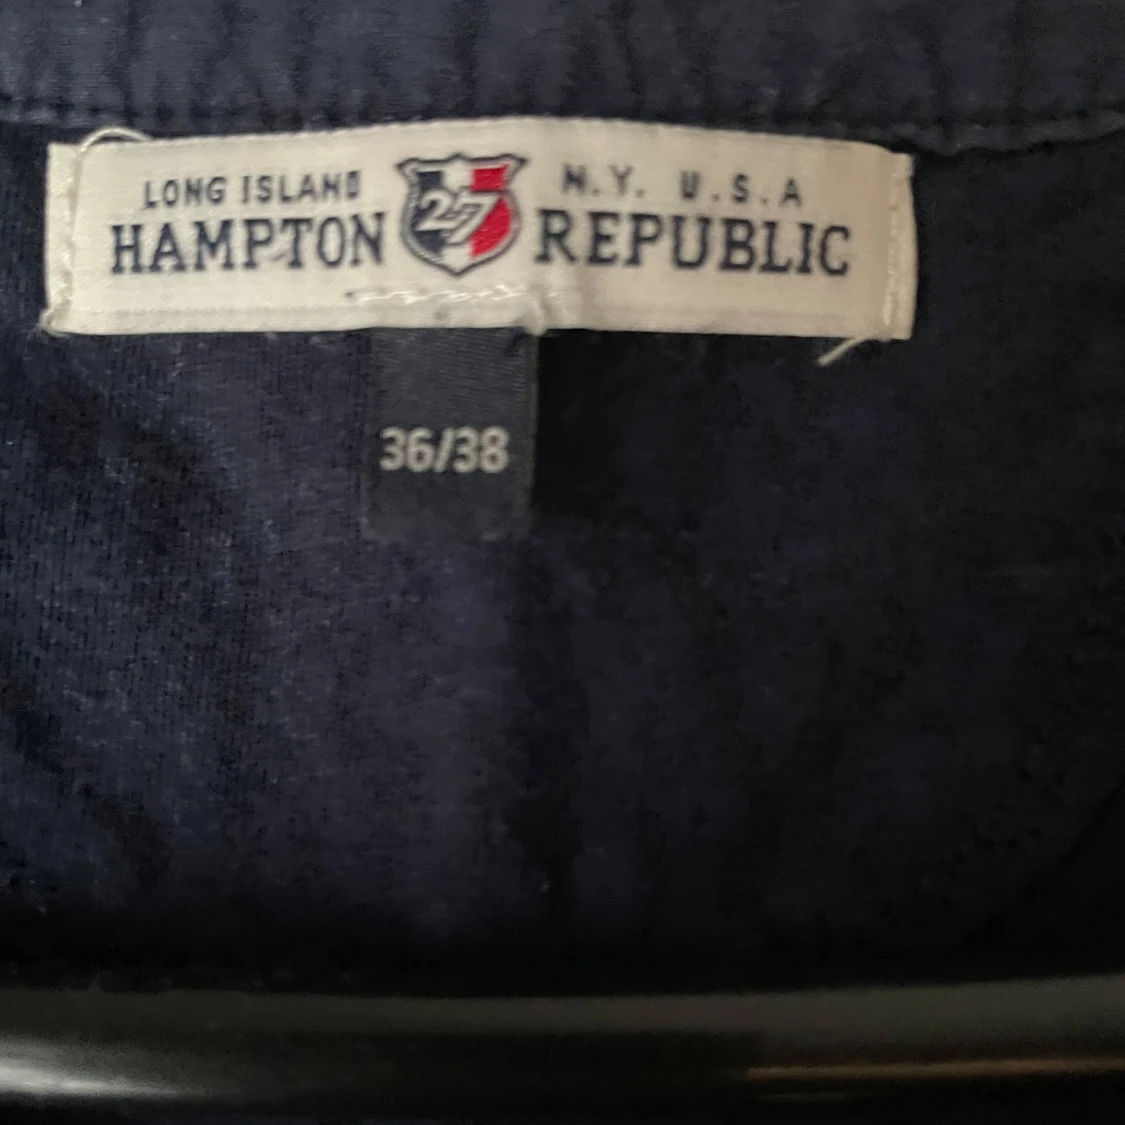 LONG ISLAND N.Y. U.S.A
HAMPTON 27 REPUBLIC
36/38